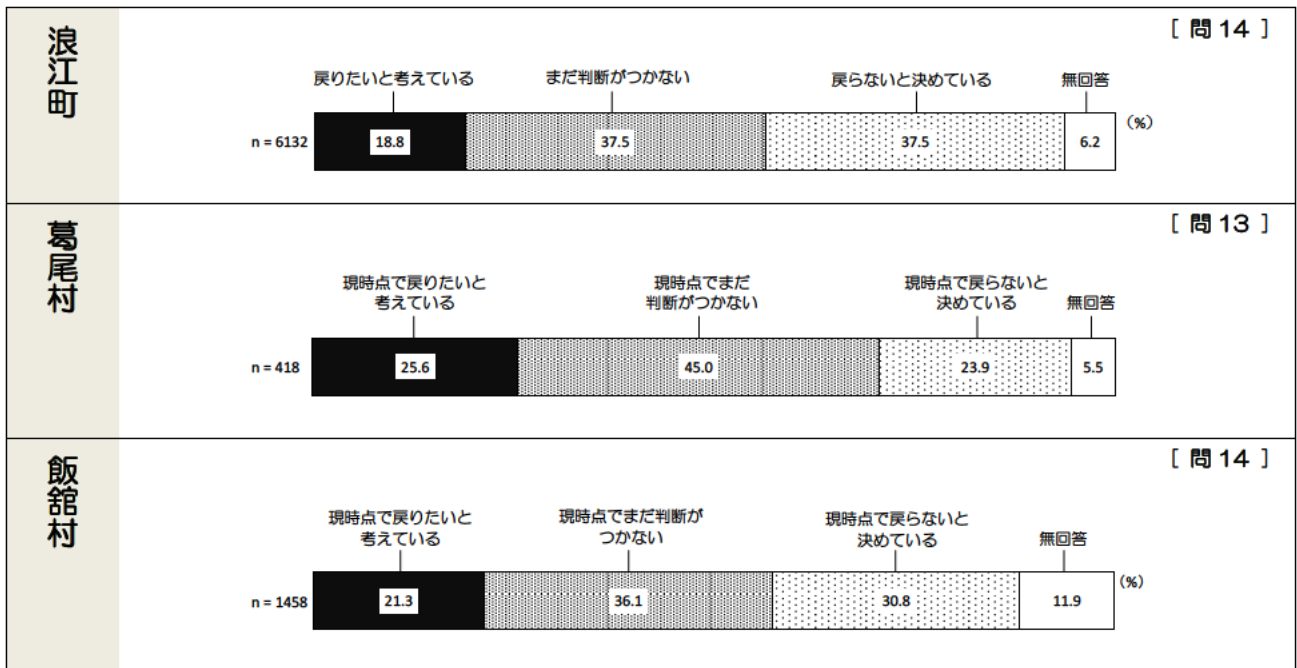 浪江町
[ 問14 ]
戻りたいと考えている まだ判断がつかない 戻らないと決めている 無回答
(%)
n = 6132 18.8 37.5 37.5 6.2
葛尾村
[ 問13 ]
現時点で戻りたいと
考えている
現時点でまだ
判断がつかない
現時点で戻らないと
決めている
無回答
n = 418 25.6 45.0 23.9 5.5
飯舘村
[ 問14 ]
現時点で戻りたいと
考えている
現時点でまだ判断が
つかない
現時点で戻らないと
決めている
無回答
(%)
n = 1458 21.3 36.1 30.8 11.9